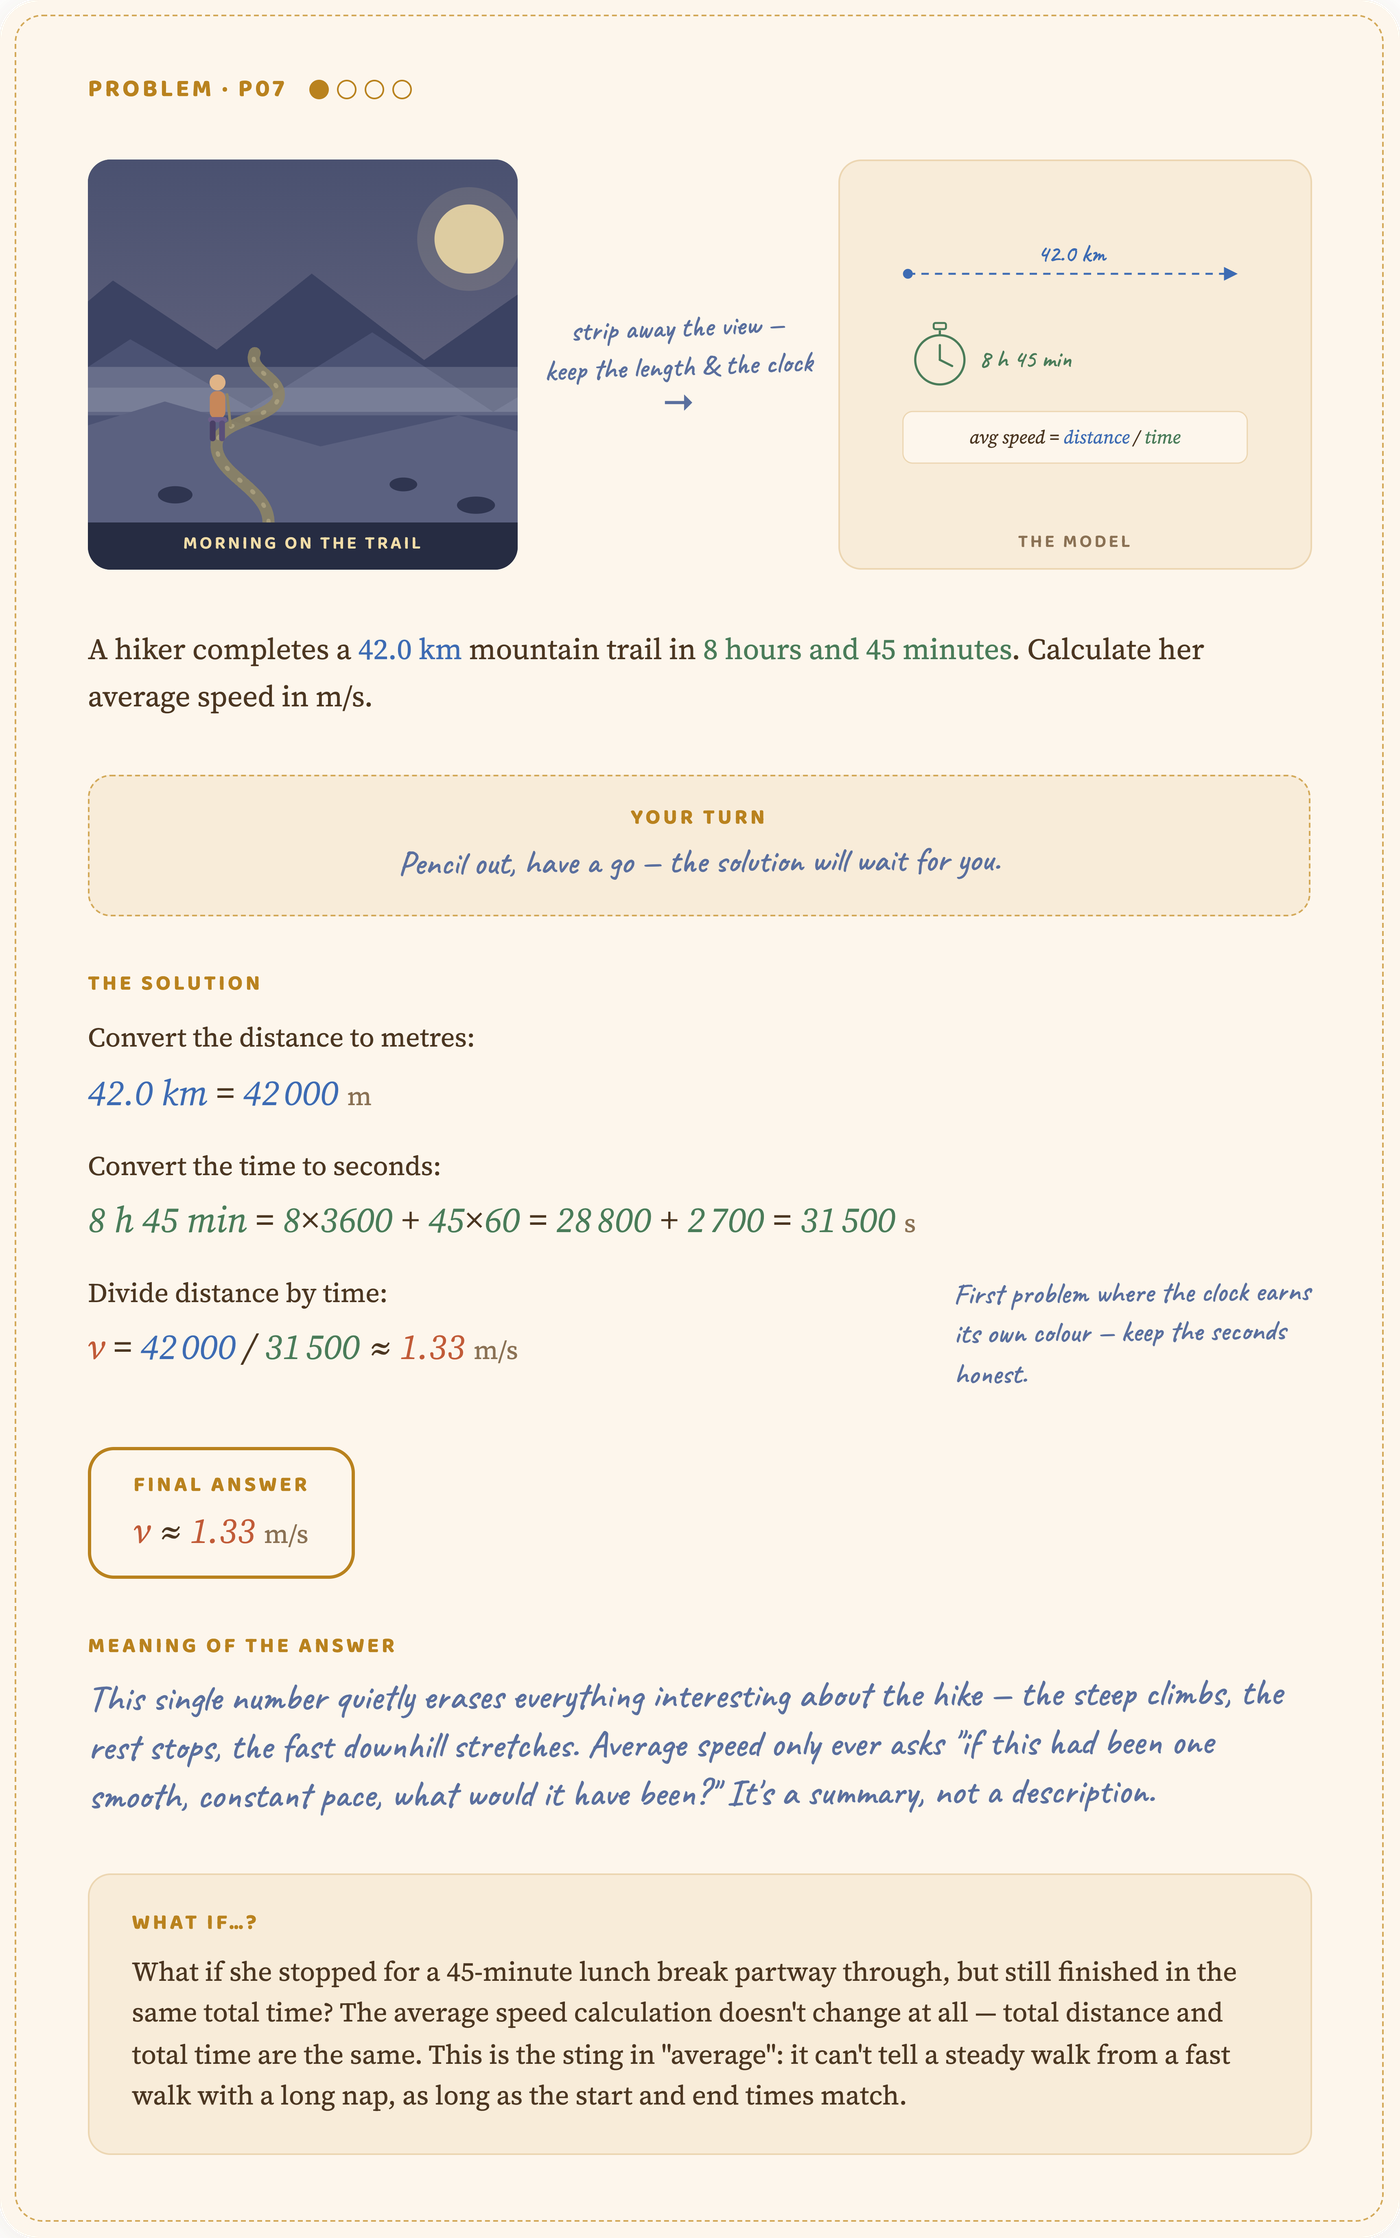 PROBLEM · P07
strip away the view —
keep the length & the clock
→
42.0 km
8 h 45 min
avg speed = distance / time
MORNING ON THE TRAIL
THE MODEL
A hiker completes a 42.0 km mountain trail in 8 hours and 45 minutes. Calculate her
average speed in m/s.
YOUR TURN
Pencil out, have a go — the solution will wait for you.
THE SOLUTION
Convert the distance to metres:
42.0 km = 42 000 m
Convert the time to seconds:
8 h 45 min = 8×3600 + 45×60 = 28 800 + 2 700 = 31 500 s
Divide distance by time:
v = 42 000 / 31 500 ≈ 1.33 m/s
First problem where the clock earns
its own colour — keep the seconds
honest.
FINAL ANSWER
v ≈ 1.33 m/s
MEANING OF THE ANSWER
This single number quietly erases everything interesting about the hike — the steep climbs, the
rest stops, the fast downhill stretches. Average speed only ever asks "if this had been one
smooth, constant pace, what would it have been?" It's a summary, not a description.
WHAT IF…?
What if she stopped for a 45-minute lunch break partway through, but still finished in the
same total time? The average speed calculation doesn't change at all — total distance and
total time are the same. This is the sting in "average": it can't tell a steady walk from a fast
walk with a long nap, as long as the start and end times match.